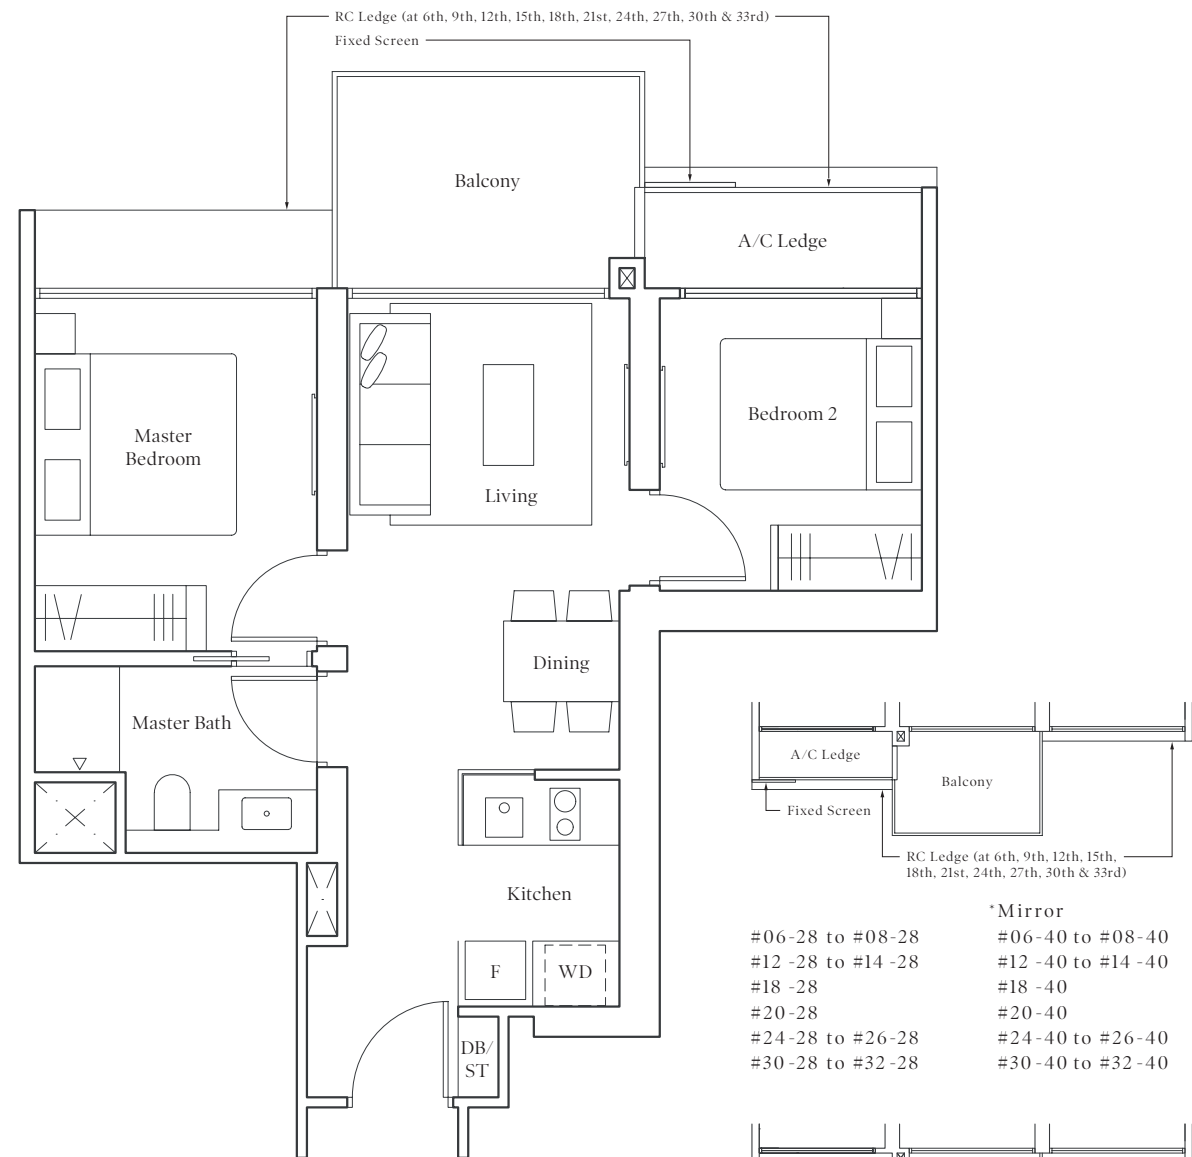 RC Ledge (at 6th, 9th, 12th, 15th, 18th, 21st, 24th, 27th, 30th & 33rd)
Fixed Screen
Balcony
A/C Ledge
Master
Bedroom
Bedroom 2
Living
Dining
Master Bath
Kitchen
F
WD
DB/
ST
A/C Ledge
Balcony
Fixed Screen
RC Ledge (at 6th, 9th, 12th, 15th,
18th, 21st, 24th, 27th, 30th & 33rd)
*Mirror
#06-28 to #08-28 #06-40 to #08-40
#12 -28 to #14 -28 #12 -40 to #14 -40
#18 -28 #18 -40
#20-28 #20-40
#24-28 to #26-28 #24-40 to #26-40
#30-28 to #32-28 #30-40 to #32-40